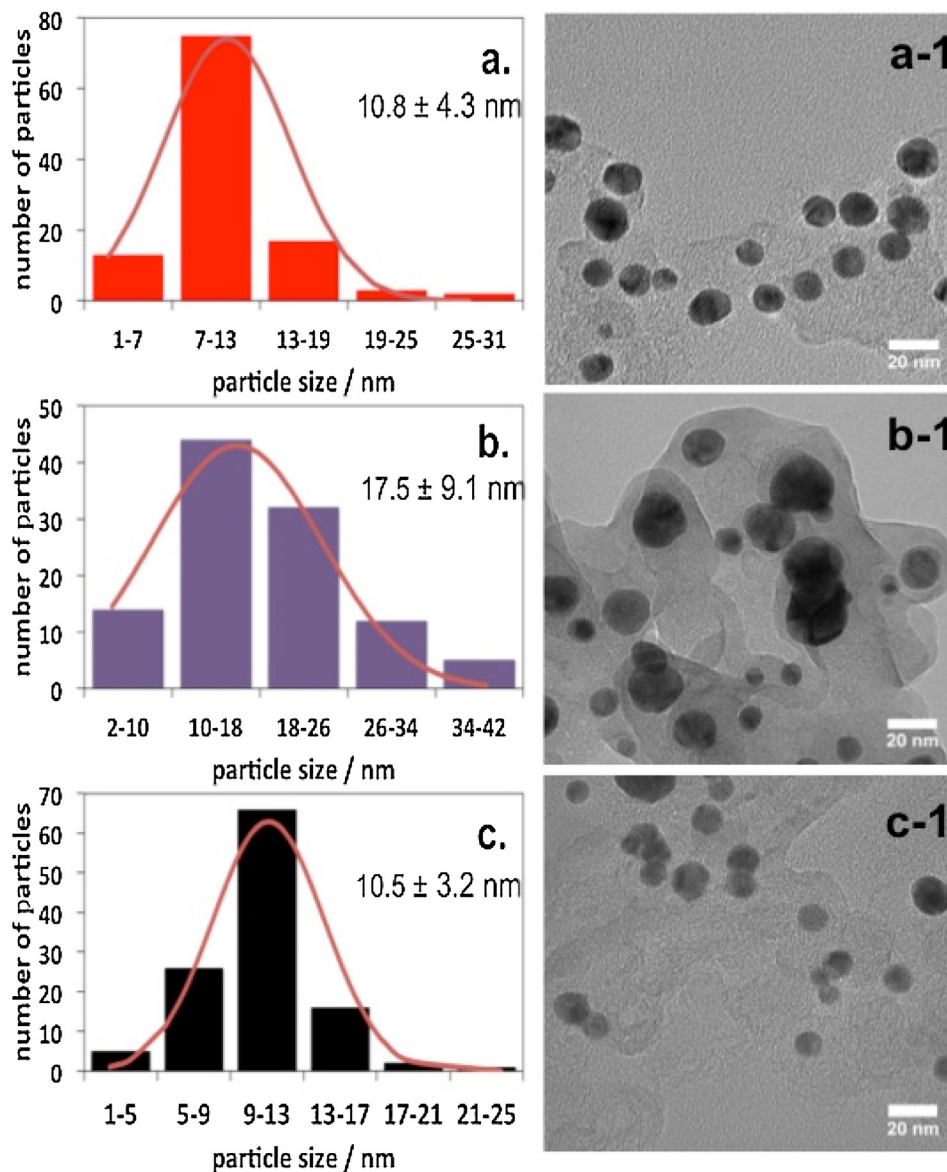 80
60
40
20
0
number of particles
a.
10.8 ± 4.3 nm
1-7 7-13 13-19 19-25 25-31
particle size / nm
a-1
20 nm
50
40
30
20
10
0
number of particles
b.
17.5 ± 9.1 nm
2-10 10-18 18-26 26-34 34-42
particle size / nm
b-1
20 nm
70
60
50
40
30
20
10
0
number of particles
c.
10.5 ± 3.2 nm
1-5 5-9 9-13 13-17 17-21 21-25
particle size / nm
c-1
20 nm